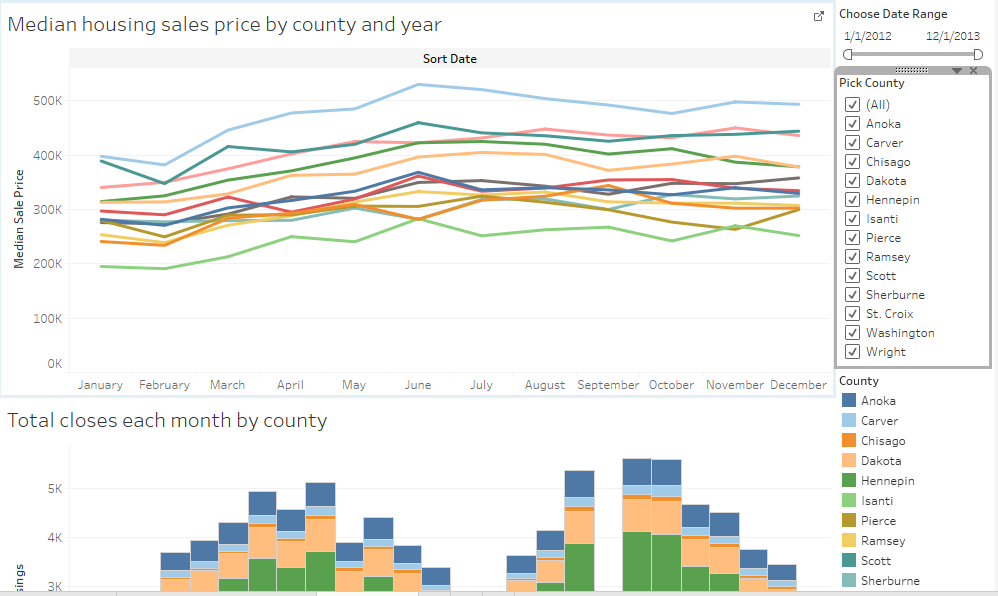 Median housing sales price by county and year
Choose Date Range
1/1/2012 12/1/2013
Sort Date
Pick County
(All)
Anoka
Carver
Chisago
Dakota
Hennepin
Isanti
Pierce
Ramsey
Scott
Sherburne
St. Croix
Washington
Wright
Median Sale Price
500K
400K
300K
200K
100K
0K
January February March April May June July August September October November December
County
Anoka
Carver
Chisago
Dakota
Hennepin
Isanti
Pierce
Ramsey
Scott
Sherburne
Total closes each month by county
5K
4K
3K